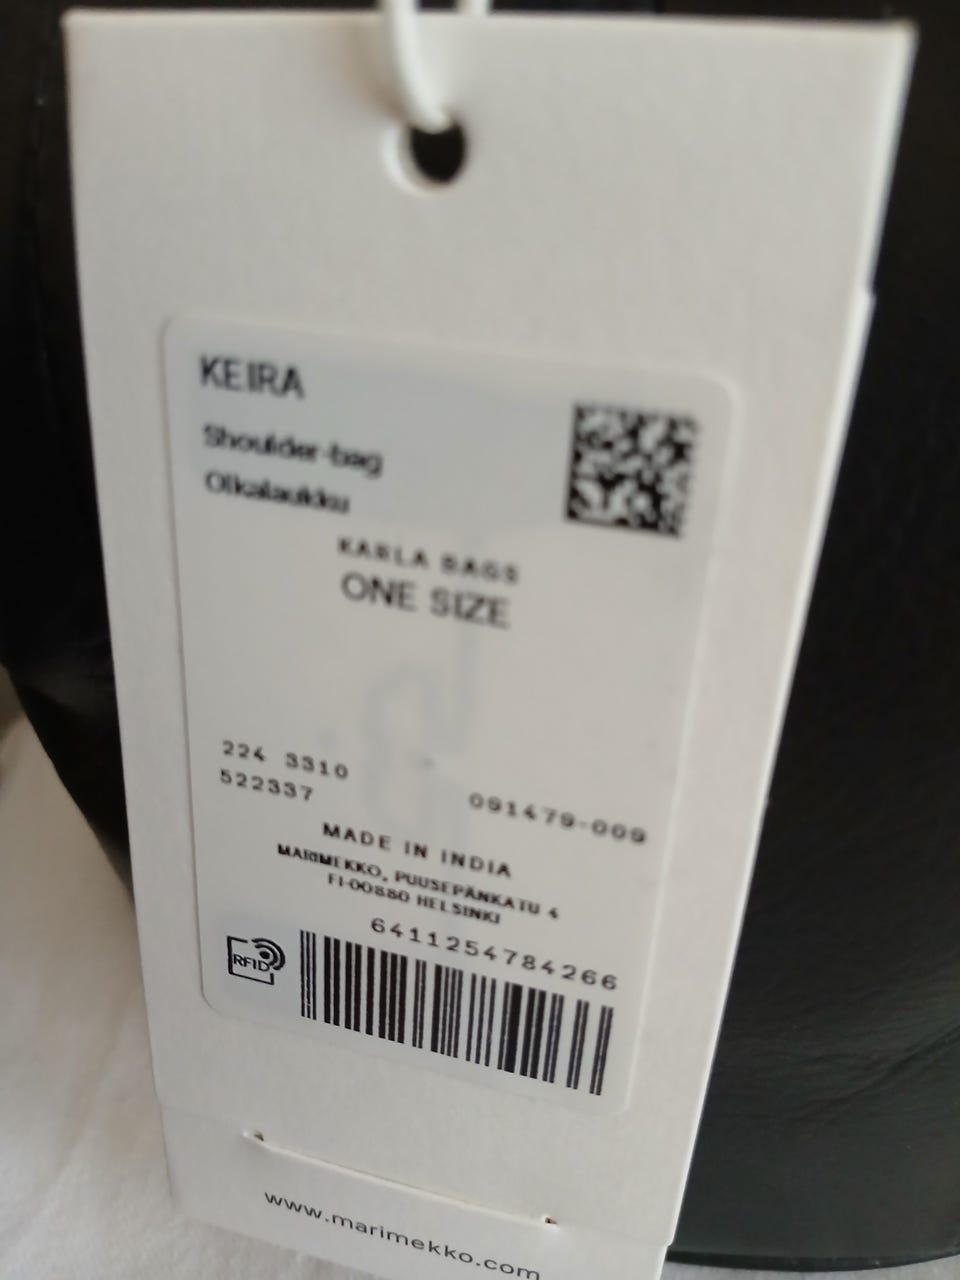 KEIRA
Shoulder-bag
Olkalaukku
KARLA BAGS
ONE SIZE
224 3310
522337
091479-009
MADE IN INDIA
MARIMEKKO, PUUSEPÄNKATU 4
FI-00880 HELSINKI
6411254784266
RFID
www.marimekko.com